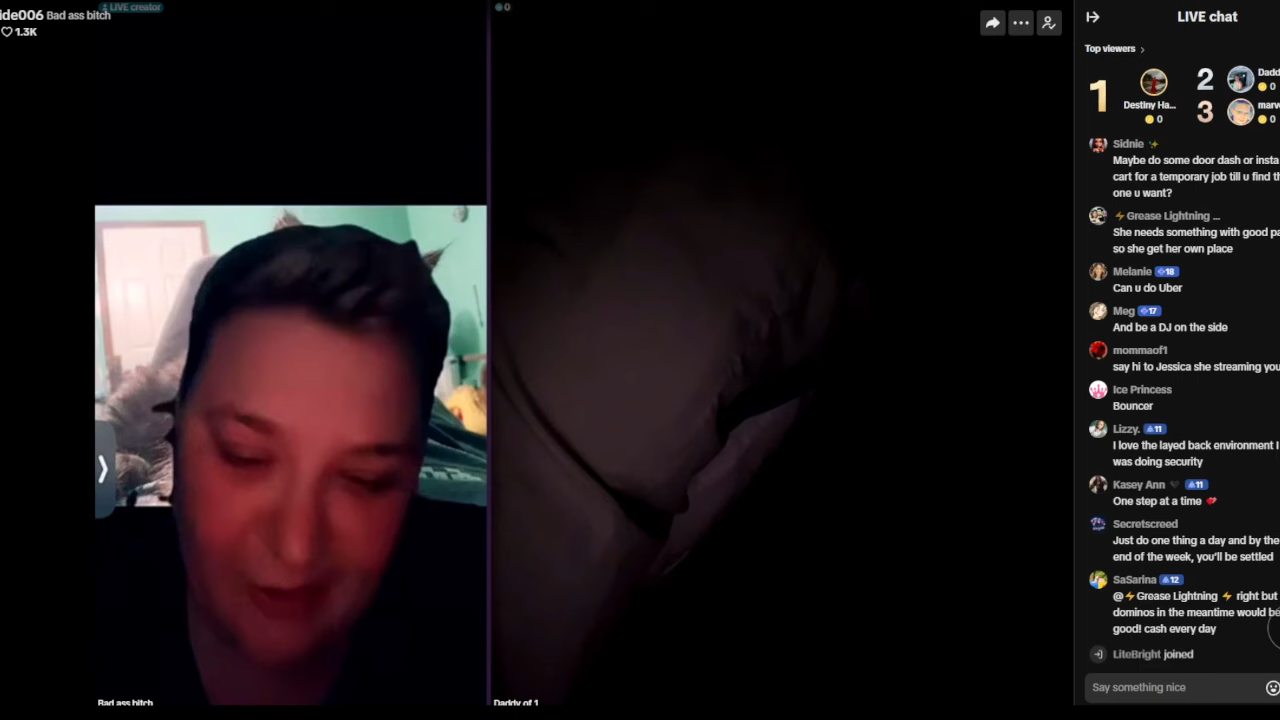 ide006 Bad ass bitch
LIVE creator
1.3K
0
LIVE chat
Top viewers
1
Destiny Ha...
0
2
Dadd
0
3
marv
0
Sidnie
Maybe do some door dash or insta
cart for a temporary job till u find th
one u want?
Grease Lightning ...
She needs something with good pa
so she get her own place
Melanie 18
Can u do Uber
Meg 17
And be a DJ on the side
mommaof1
say hi to Jessica she streaming you
Ice Princess
Bouncer
Lizzy. 11
I love the layed back environment I
was doing security
Kasey Ann 11
One step at a time
Secretscreed
Just do one thing a day and by the
end of the week, you'll be settled
SaSarina 12
@⚡Grease Lightning ⚡ right but
dominos in the meantime would be
good! cash every day
LiteBright joined
Say something nice
Bad ass bitch
Daddy of 1